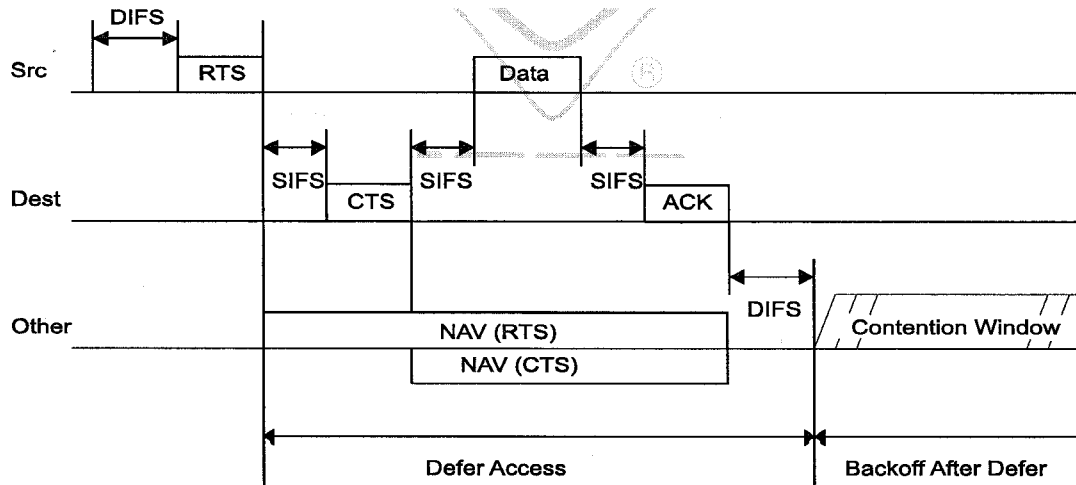 DIFS
Src
RTS
Data
®
SIFS
SIFS
SIFS
Dest
CTS
ACK
DIFS
Other
NAV (RTS)
Contention Window
NAV (CTS)
Defer Access
Backoff After Defer